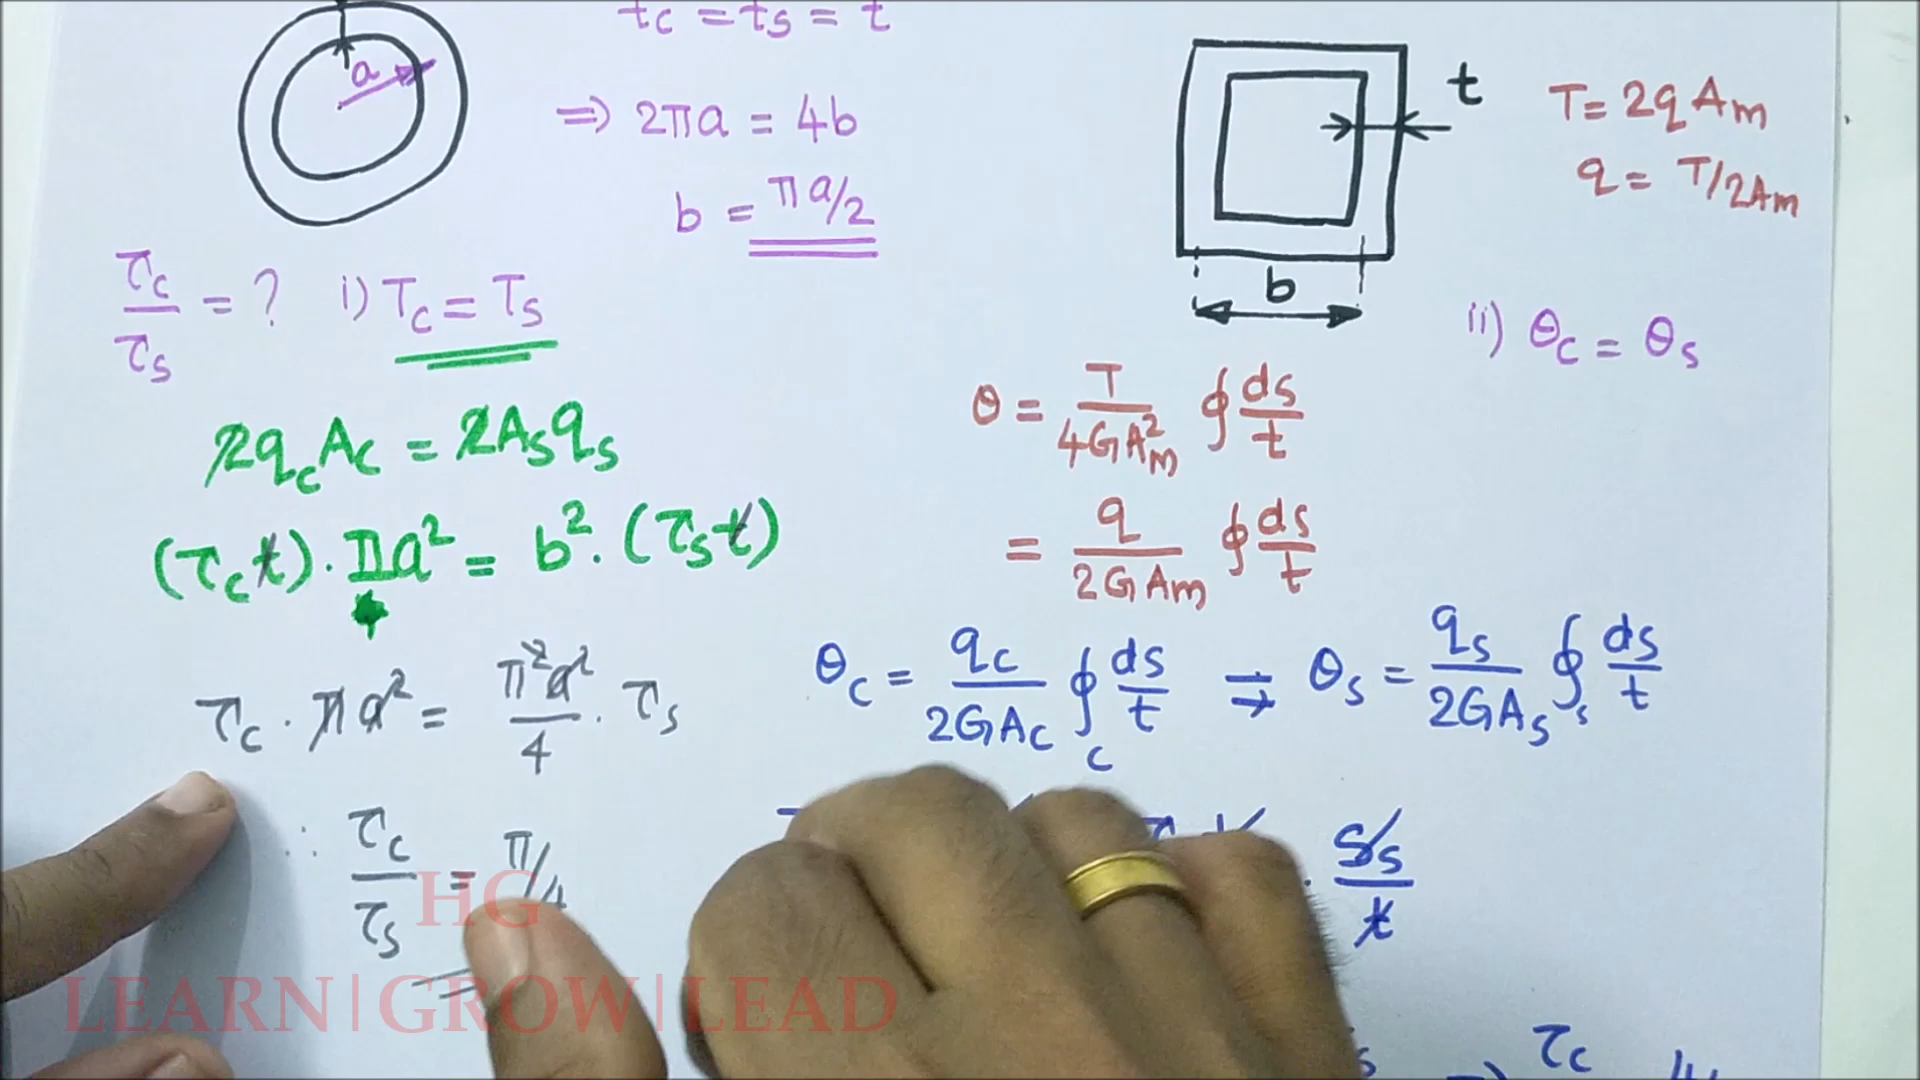 tc = ts = t
a
⇒ 2πa = 4b
b = πa/2
t
T = 2qAm
q = T/2Am
b
τc/τs = ? i) Tc = Ts
ii) θc = θs
2qcAc = 2Asqs
(τct) . πa² = b² . (τst)
τc . πa² = π²a²/4 . τs
∴ τc/τs = π/4
θ = T/4GAm² ∮ ds/t
= q/2GAm ∮ ds/t
θc = qc/2GAc ∮c ds/t ⇒ θs = qs/2GAs ∮s ds/t
. Ss/t
τc
HG
LEARN|GROW|LEAD